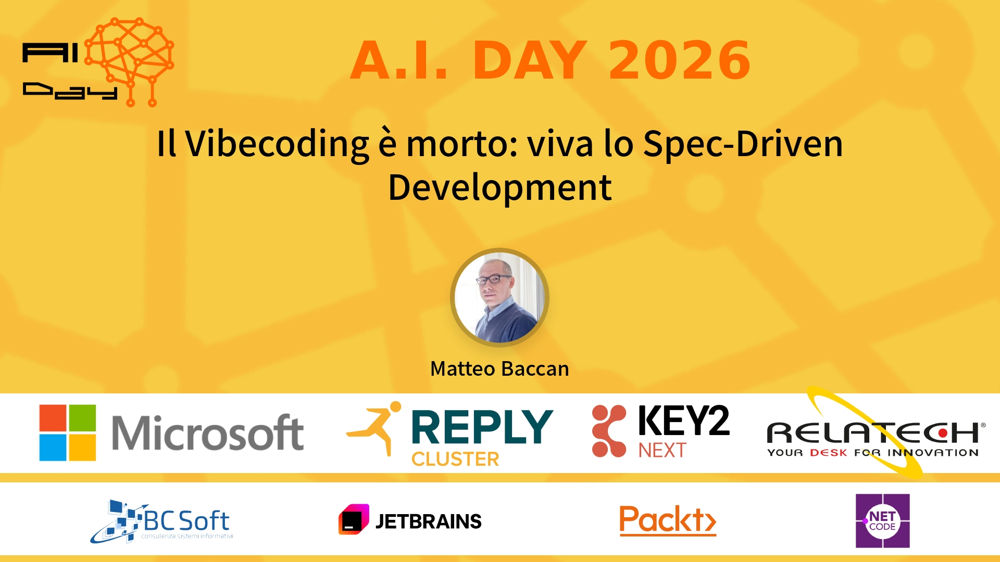 AI
Day
A.I. DAY 2026
Il Vibecoding è morto: viva lo Spec-Driven
Development
Matteo Baccan
Microsoft
REPLY
CLUSTER
KEY2
NEXT
RELATECH®
YOUR DESK FOR INNOVATION
BC Soft
consulenza sistemi informativi
JETBRAINS
Packt>
.NET
CODE